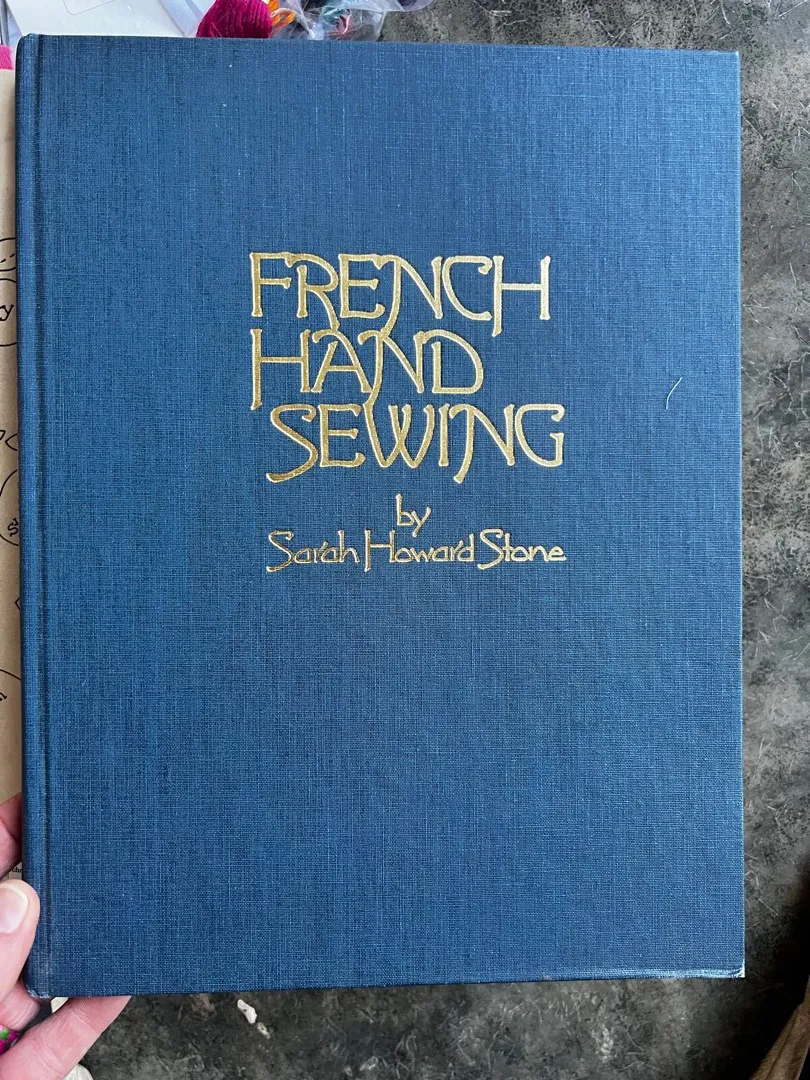 FRENCH
HAND
SEWING
by
Sarah Howard Stone